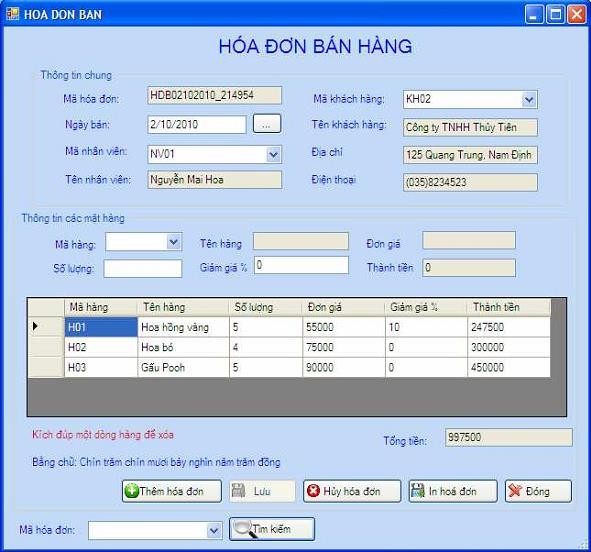 HOA DON BAN
HÓA ĐƠN BÁN HÀNG
Thông tin chung
Mã hóa đơn: HDB02102010_214954 Mã khách hàng: KH02
Ngày bán: 2/10/2010 ... Tên khách hàng: Công ty TNHH Thủy Tiên
Mã nhân viên: NV01 Địa chỉ 125 Quang Trung, Nam Định
Tên nhân viên: Nguyễn Mai Hoa Điện thoại (035)8234523
Thông tin các mặt hàng
Mã hàng: Tên hàng Đơn giá
Số lượng: Giảm giá % 0 Thành tiền 0
Mã hàng Tên hàng Số lượng Đơn giá Giảm giá % Thành tiền
H01 Hoa hồng vàng 5 55000 10 247500
H02 Hoa bó 4 75000 0 300000
H03 Gấu Pooh 5 90000 0 450000
Kích đúp một dòng hàng để xóa Tổng tiền: 997500
Bằng chữ: Chín trăm chín mươi bảy nghìn năm trăm đồng
Thêm hóa đơn Lưu Hủy hóa đơn In hoá đơn Đóng
Mã hóa đơn: Tìm kiếm